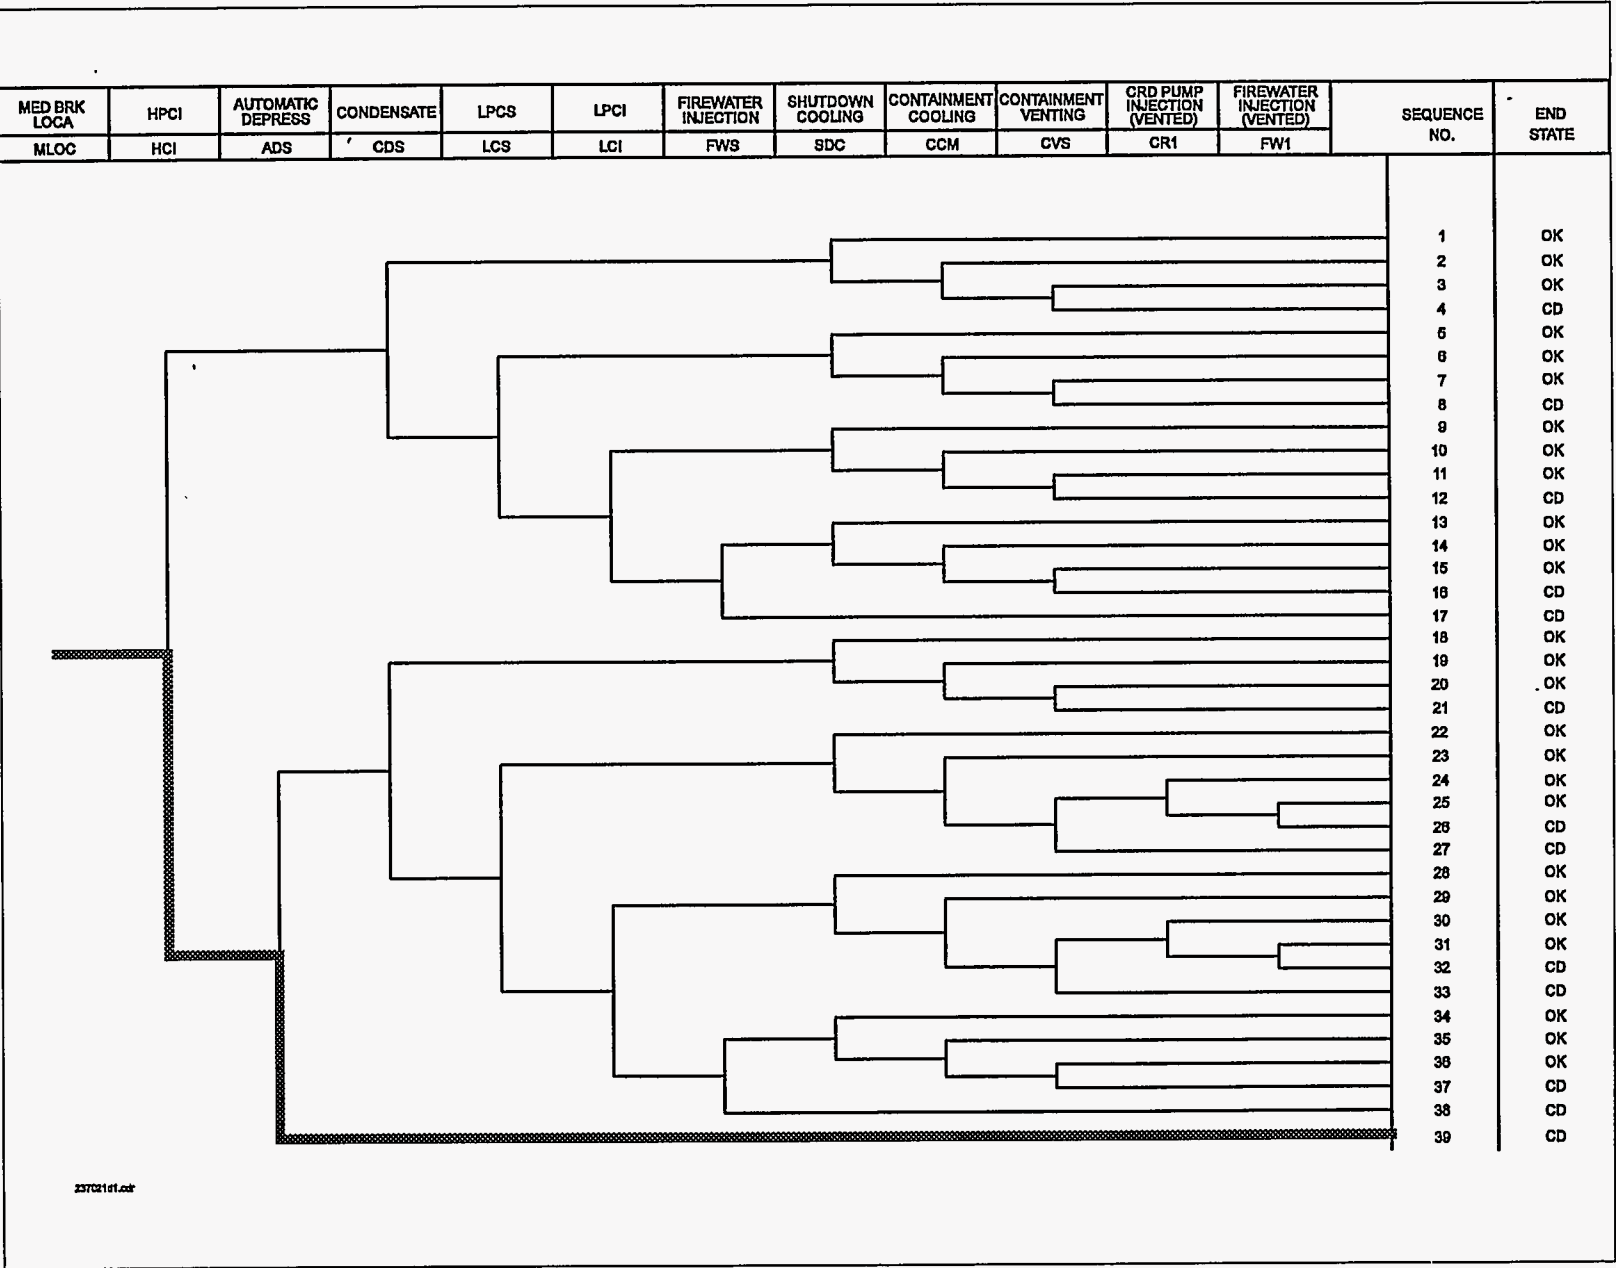 MED BRK
LOCA
HPCI
AUTOMATIC
DEPRESS
CONDENSATE
LPCS
LPCI
FIREWATER
INJECTION
SHUTDOWN
COOLING
CONTAINMENT
COOLING
CONTAINMENT
VENTING
CRD PUMP
INJECTION
(VENTED)
FIREWATER
INJECTION
(VENTED)
SEQUENCE
NO.
END
STATE
MLOC
HCI
ADS
CDS
LCS
LCI
FWS
SDC
CCM
CVS
CR1
FW1
1 OK
2 OK
3 OK
4 CD
5 OK
6 OK
7 OK
8 CD
9 OK
10 OK
11 OK
12 CD
13 OK
14 OK
15 OK
16 CD
17 CD
18 OK
19 OK
20 OK
21 CD
22 OK
23 OK
24 OK
25 OK
26 CD
27 CD
28 OK
29 OK
30 OK
31 OK
32 CD
33 CD
34 OK
35 OK
36 OK
37 CD
38 CD
39 CD
237021d1.cdr